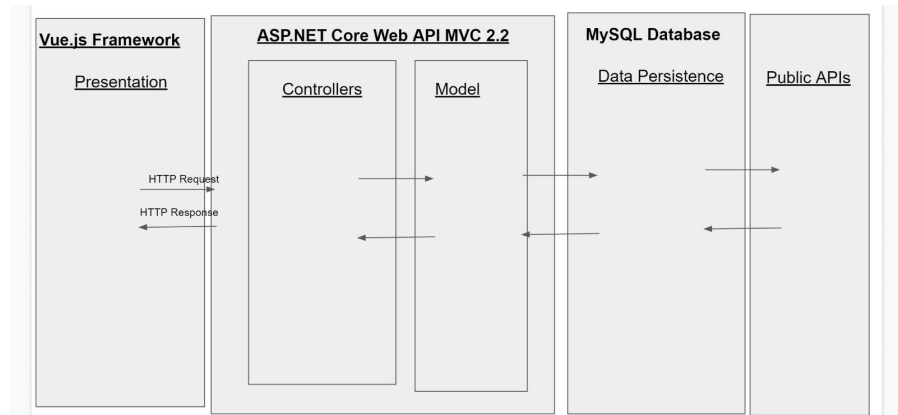 Vue.js Framework
Presentation
ASP.NET Core Web API MVC 2.2
Controllers
Model
MySQL Database
Data Persistence
Public APIs
HTTP Request
HTTP Response